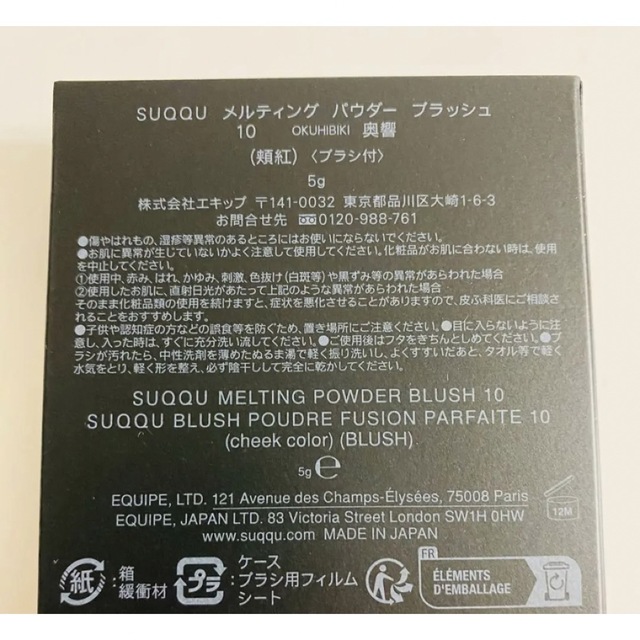 SUQQU メルティング パウダー ブラッシュ
10 OKUHIBIKI 奥響
(頬紅)〈ブラシ付〉
5g
株式会社エキップ 〒141-0032 東京都品川区大崎1-6-3
お問合せ先 0120-988-761
●傷やはれもの、湿疹等異常のあるところにはお使いにならないでください。
●お肌に異常が生じていないかよく注意して使用してください。化粧品がお肌に合わない時は、使用
を中止してください。
①使用中、赤み、はれ、かゆみ、刺激、色抜け(白斑等)や黒ずみ等の異常があらわれた場合
②使用したお肌に、直射日光があたって上記のような異常があらわれた場合
そのまま化粧品類の使用を続けますと、症状を悪化させることがありますので、皮ふ科医にご相談さ
れることをおすすめします。
●子供や認知症の方などの誤食等を防ぐため、置き場所にご注意ください。●目に入らないように注
意し、入った時は、すぐに充分洗い流してください。●ご使用後はフタをきちんとしめてください。●ブ
ラシが汚れたら、中性洗剤を薄めたぬるま湯で軽く振り洗いし、よくすすいだあと、タオル等で軽く
水気をとり、軽く形を整え、必ず陰干しして完全に乾かしてください。
SUQQU MELTING POWDER BLUSH 10
SUQQU BLUSH POUDRE FUSION PARFAITE 10
(cheek color) (BLUSH)
5g ℮
EQUIPE, LTD. 121 Avenue des Champs-Élysées, 75008 Paris
EQUIPE, JAPAN LTD. 83 Victoria Street London SW1H 0HW
www.suqqu.com MADE IN JAPAN
12M
紙 : 箱
緩衝材
プラ : ケース
ブラシ用フィルム
シート
FR
ÉLÉMENTS
D'EMBALLAGE